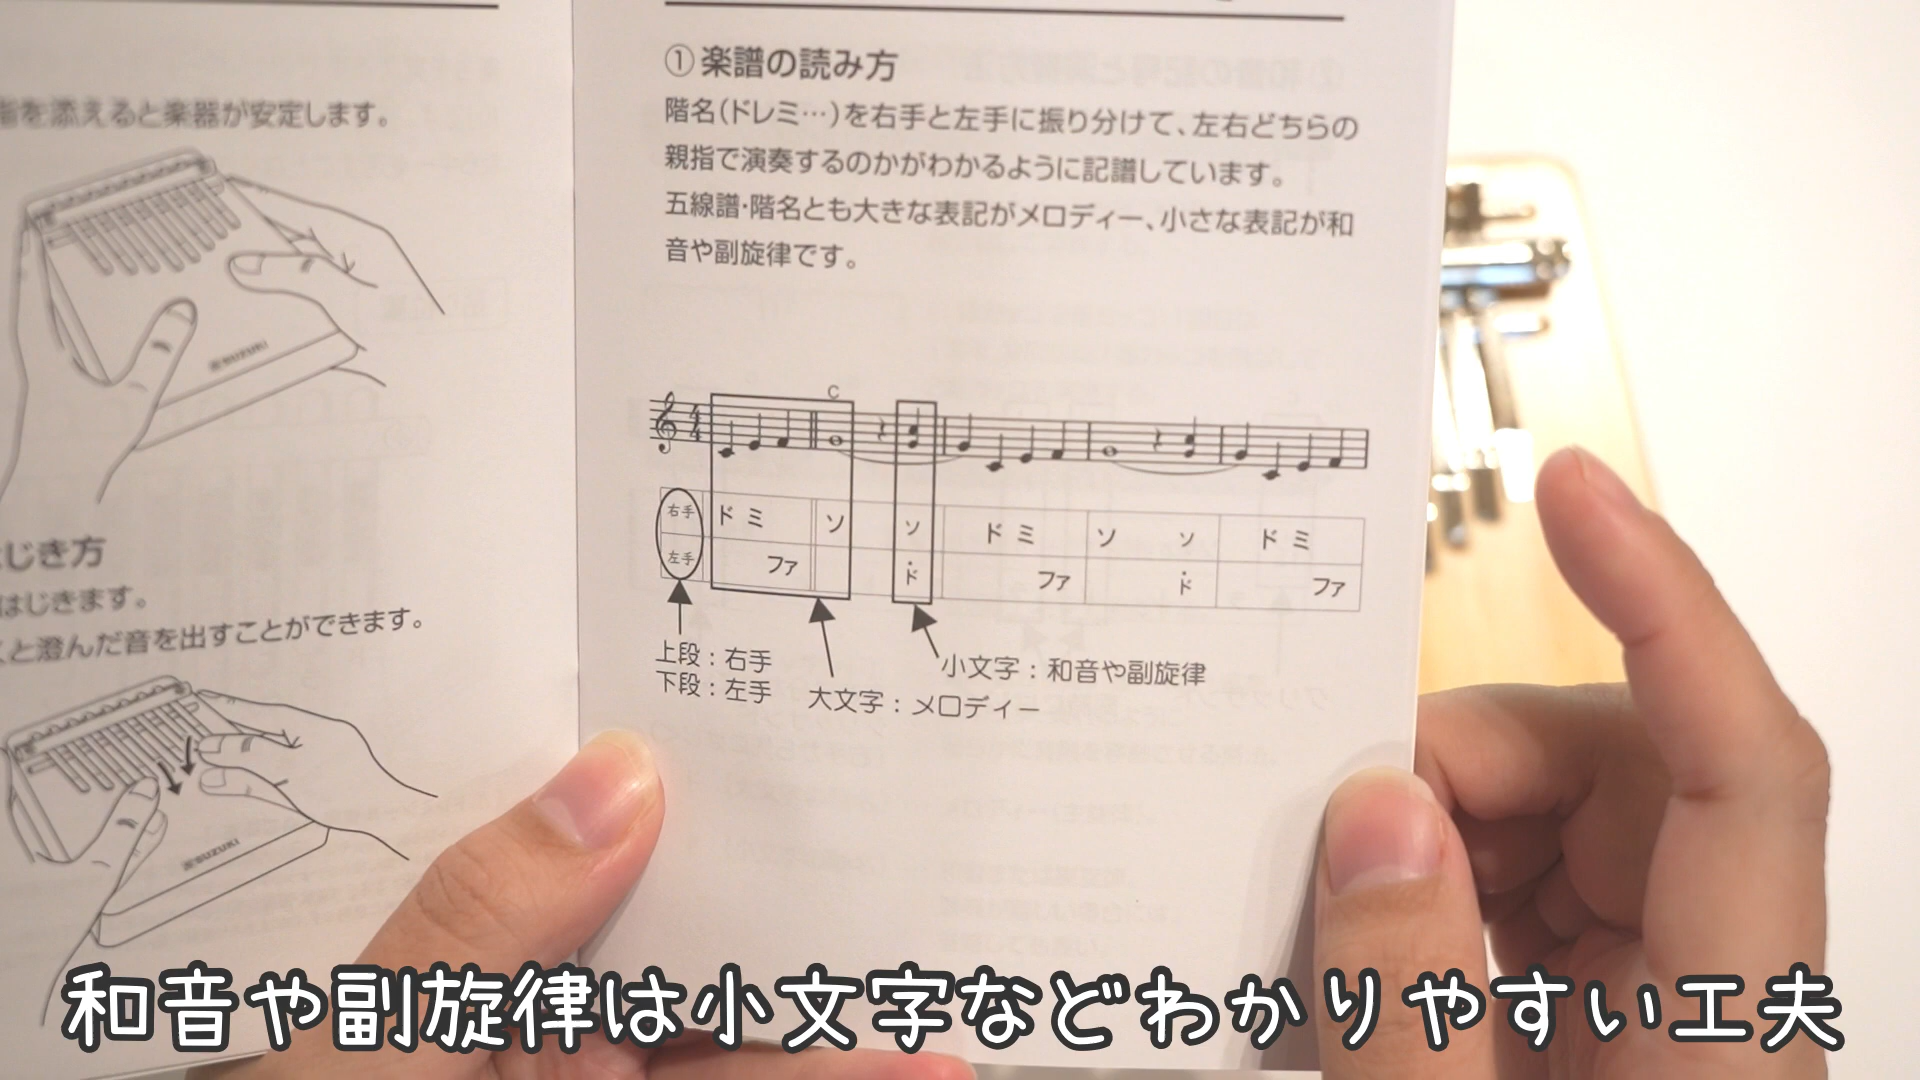 指を添えると楽器が安定します。
SUZUKI
はじき方
はじきます。
くと澄んだ音を出すことができます。
SUZUKI
①楽譜の読み方
階名(ドレミ…)を右手と左手に振り分けて、左右どちらの
親指で演奏するのかがわかるように記譜しています。
五線譜・階名とも大きな表記がメロディー、小さな表記が和
音や副旋律です。
C
4
4
右手 ド ミ ソ ソ ド ミ ソ ソ ド ミ
左手 ファ ド ファ ド ファ
上段：右手
下段：左手
大文字：メロディー
小文字：和音や副旋律
和音や副旋律は小文字などわかりやすい工夫